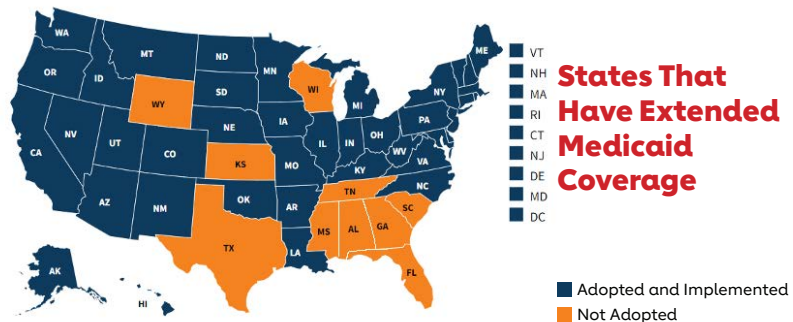 WA
MT
ND
MN
ME
VT
OR
ID
WY
SD
WI
MI
NY
NH
MA
RI
CT
NJ
DE
MD
DC
NV
UT
CO
NE
IA
IL
IN
OH
PA
WV
VA
CA
KS
MO
KY
NC
AZ
NM
OK
AR
TN
SC
TX
LA
MS
AL
GA
FL
AK
HI
States That
Have Extended
Medicaid
Coverage
Adopted and Implemented
Not Adopted